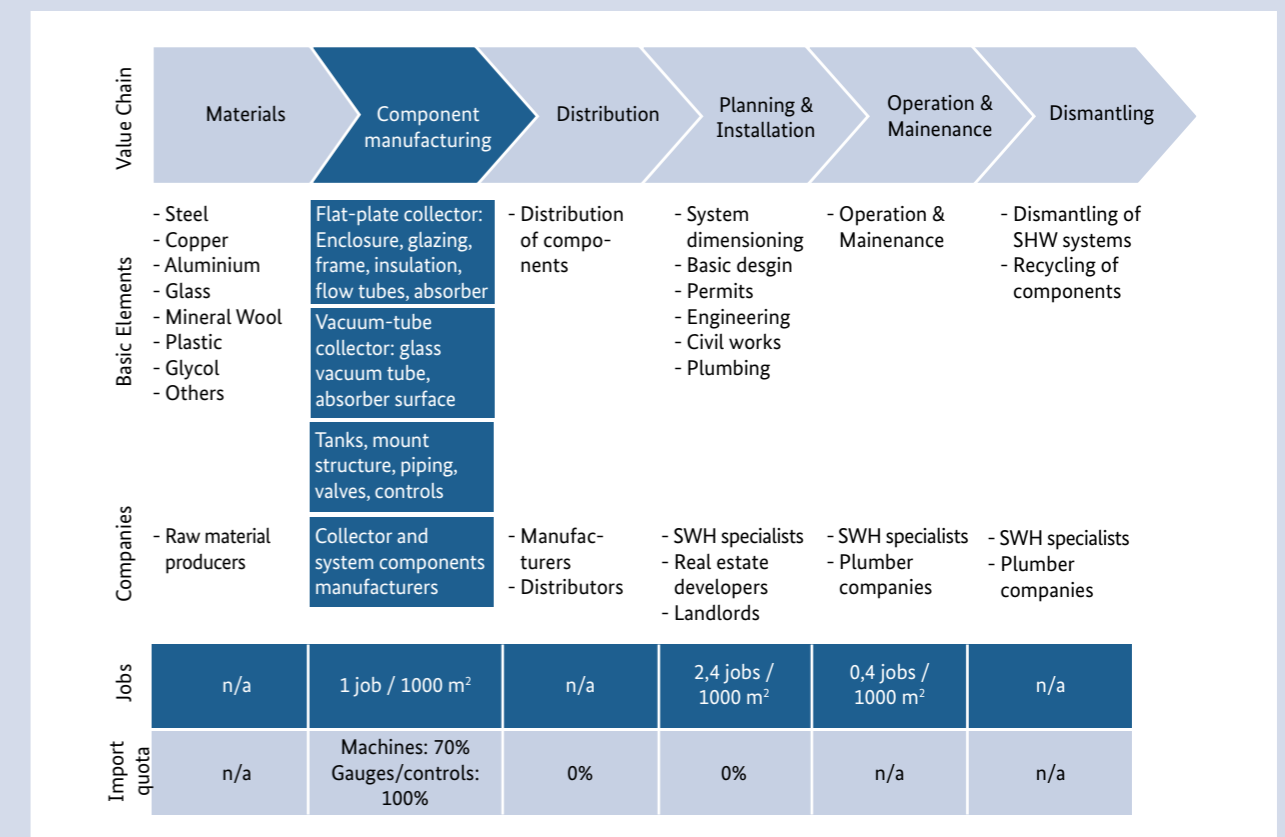 Value Chain
Materials
Component
manufacturing
Distribution
Planning &
Installation
Operation &
Mainenance
Dismantling
Basic Elements
- Steel
- Copper
- Aluminium
- Glass
- Mineral Wool
- Plastic
- Glycol
- Others
Flat-plate collector:
Enclosure, glazing,
frame, insulation,
flow tubes, absorber
Vacuum-tube
collector: glass
vacuum tube,
absorber surface
Tanks, mount
structure, piping,
valves, controls
- Distribution
of compo-
nents
- System
dimensioning
- Basic desgin
- Permits
- Engineering
- Civil works
- Plumbing
- Operation &
Mainenance
- Dismantling of
SHW systems
- Recycling of
components
Companies
- Raw material
producers
Collector and
system components
manufacturers
- Manufac-
turers
- Distributors
- SWH specialists
- Real estate
developers
- Landlords
- SWH specialists
- Plumber
companies
- SWH specialists
- Plumber
companies
Jobs
n/a
1 job / 1000 m²
n/a
2,4 jobs /
1000 m²
0,4 jobs /
1000 m²
n/a
Import
quota
n/a
Machines: 70%
Gauges/controls:
100%
0%
0%
n/a
n/a